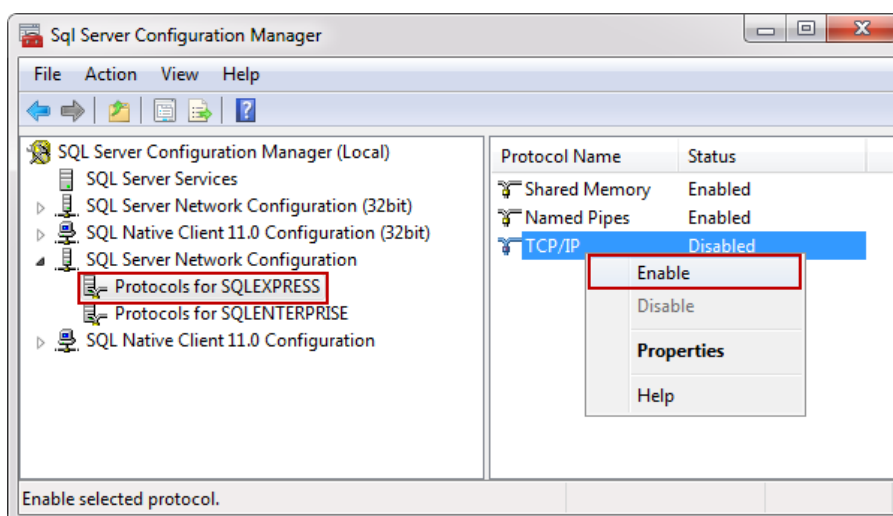 Sql Server Configuration Manager
File Action View Help
SQL Server Configuration Manager (Local)
SQL Server Services
SQL Server Network Configuration (32bit)
SQL Native Client 11.0 Configuration (32bit)
SQL Server Network Configuration
Protocols for SQLEXPRESS
Protocols for SQLENTERPRISE
SQL Native Client 11.0 Configuration
Protocol Name Status
Shared Memory Enabled
Named Pipes Enabled
TCP/IP Disabled
Enable
Disable
Properties
Help
Enable selected protocol.